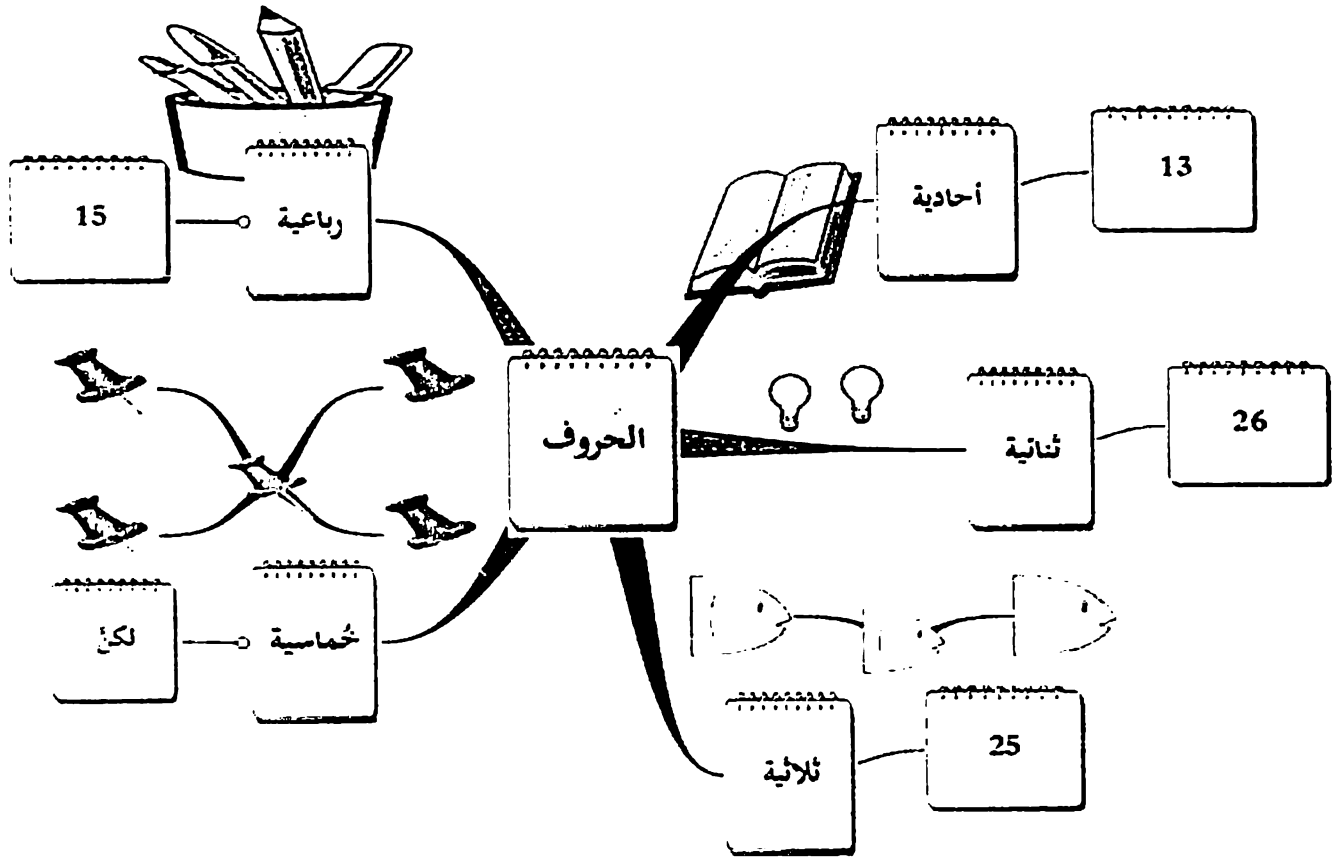 الحروف
أحادية
13
ثنائية
26
ثلاثية
25
رباعية
15
خُماسية
لكنَّ